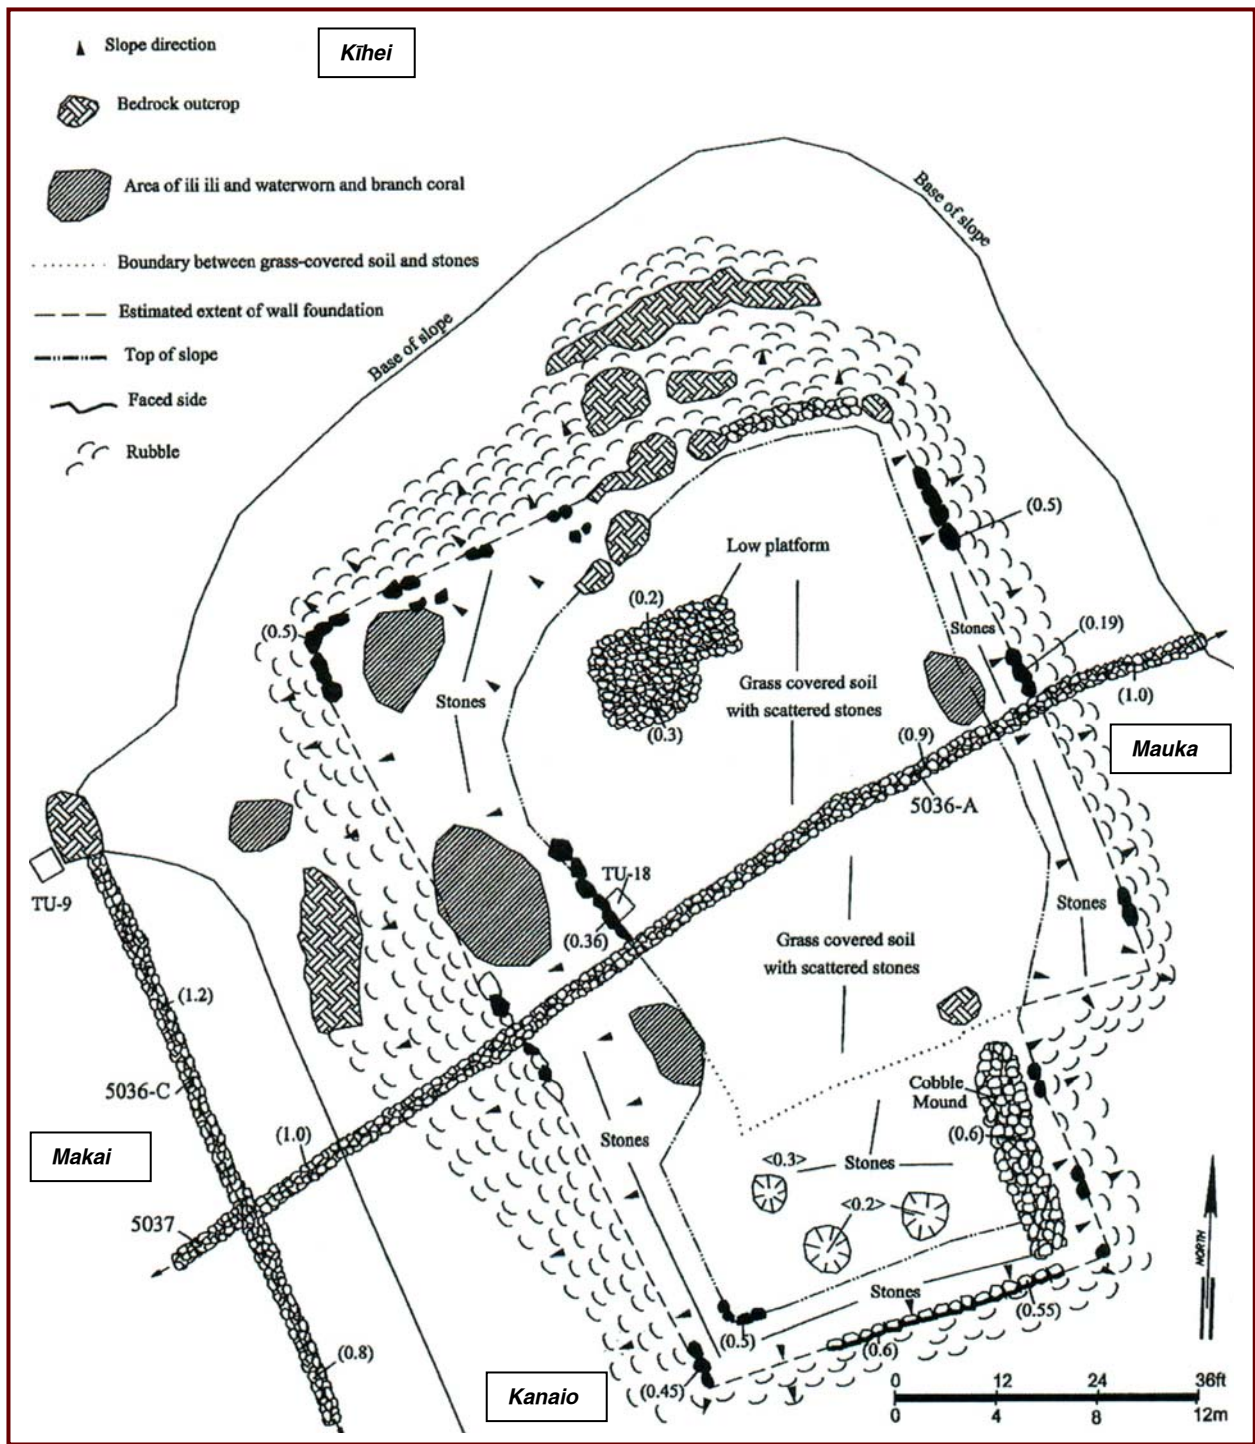 Slope direction
Kīhei
Bedrock outcrop
Area of ili ili and waterworn and branch coral
Boundary between grass-covered soil and stones
Estimated extent of wall foundation
Top of slope
Faced side
Rubble
Base of slope
Base of slope
(0.5)
Low platform
(0.2)
(0.5)
Stones
(0.19)
Stones
Grass covered soil
with scattered stones
(0.3)
(1.0)
(0.9)
5036-A
Mauka
TU-18
TU-9
(0.36)
Stones
Grass covered soil
with scattered stones
(1.2)
5036-C
Cobble
Mound
(0.6)
(1.0)
Stones
Makai
<0.3>
Stones
<0.2>
5037
NORTH
Stones
(0.55)
(0.5)
(0.6)
(0.8)
(0.45)
Kanaio
0 12 24 36ft
0 4 8 12m